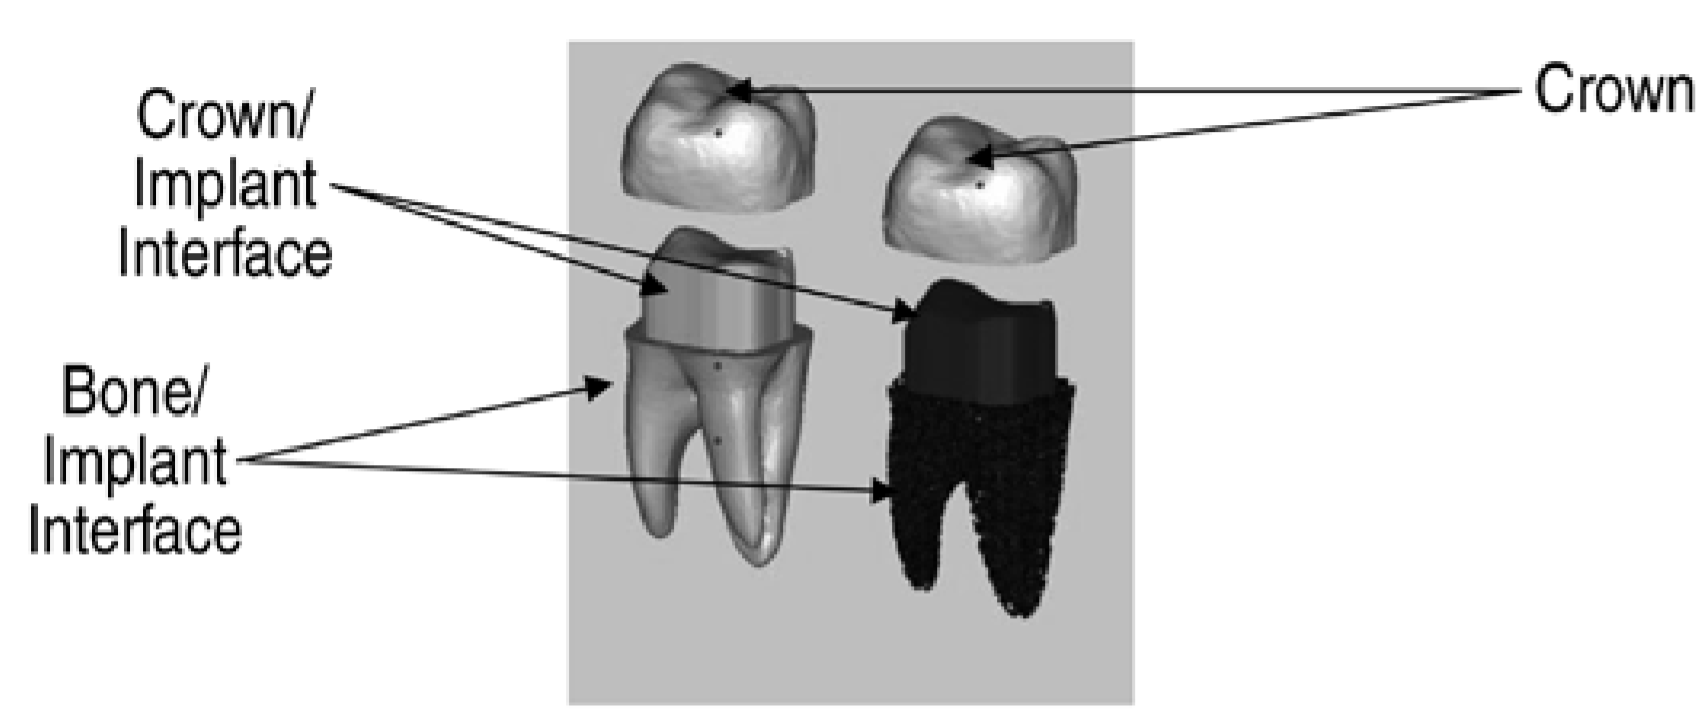 Crown/
Implant
Interface
Bone/
Implant
Interface
Crown